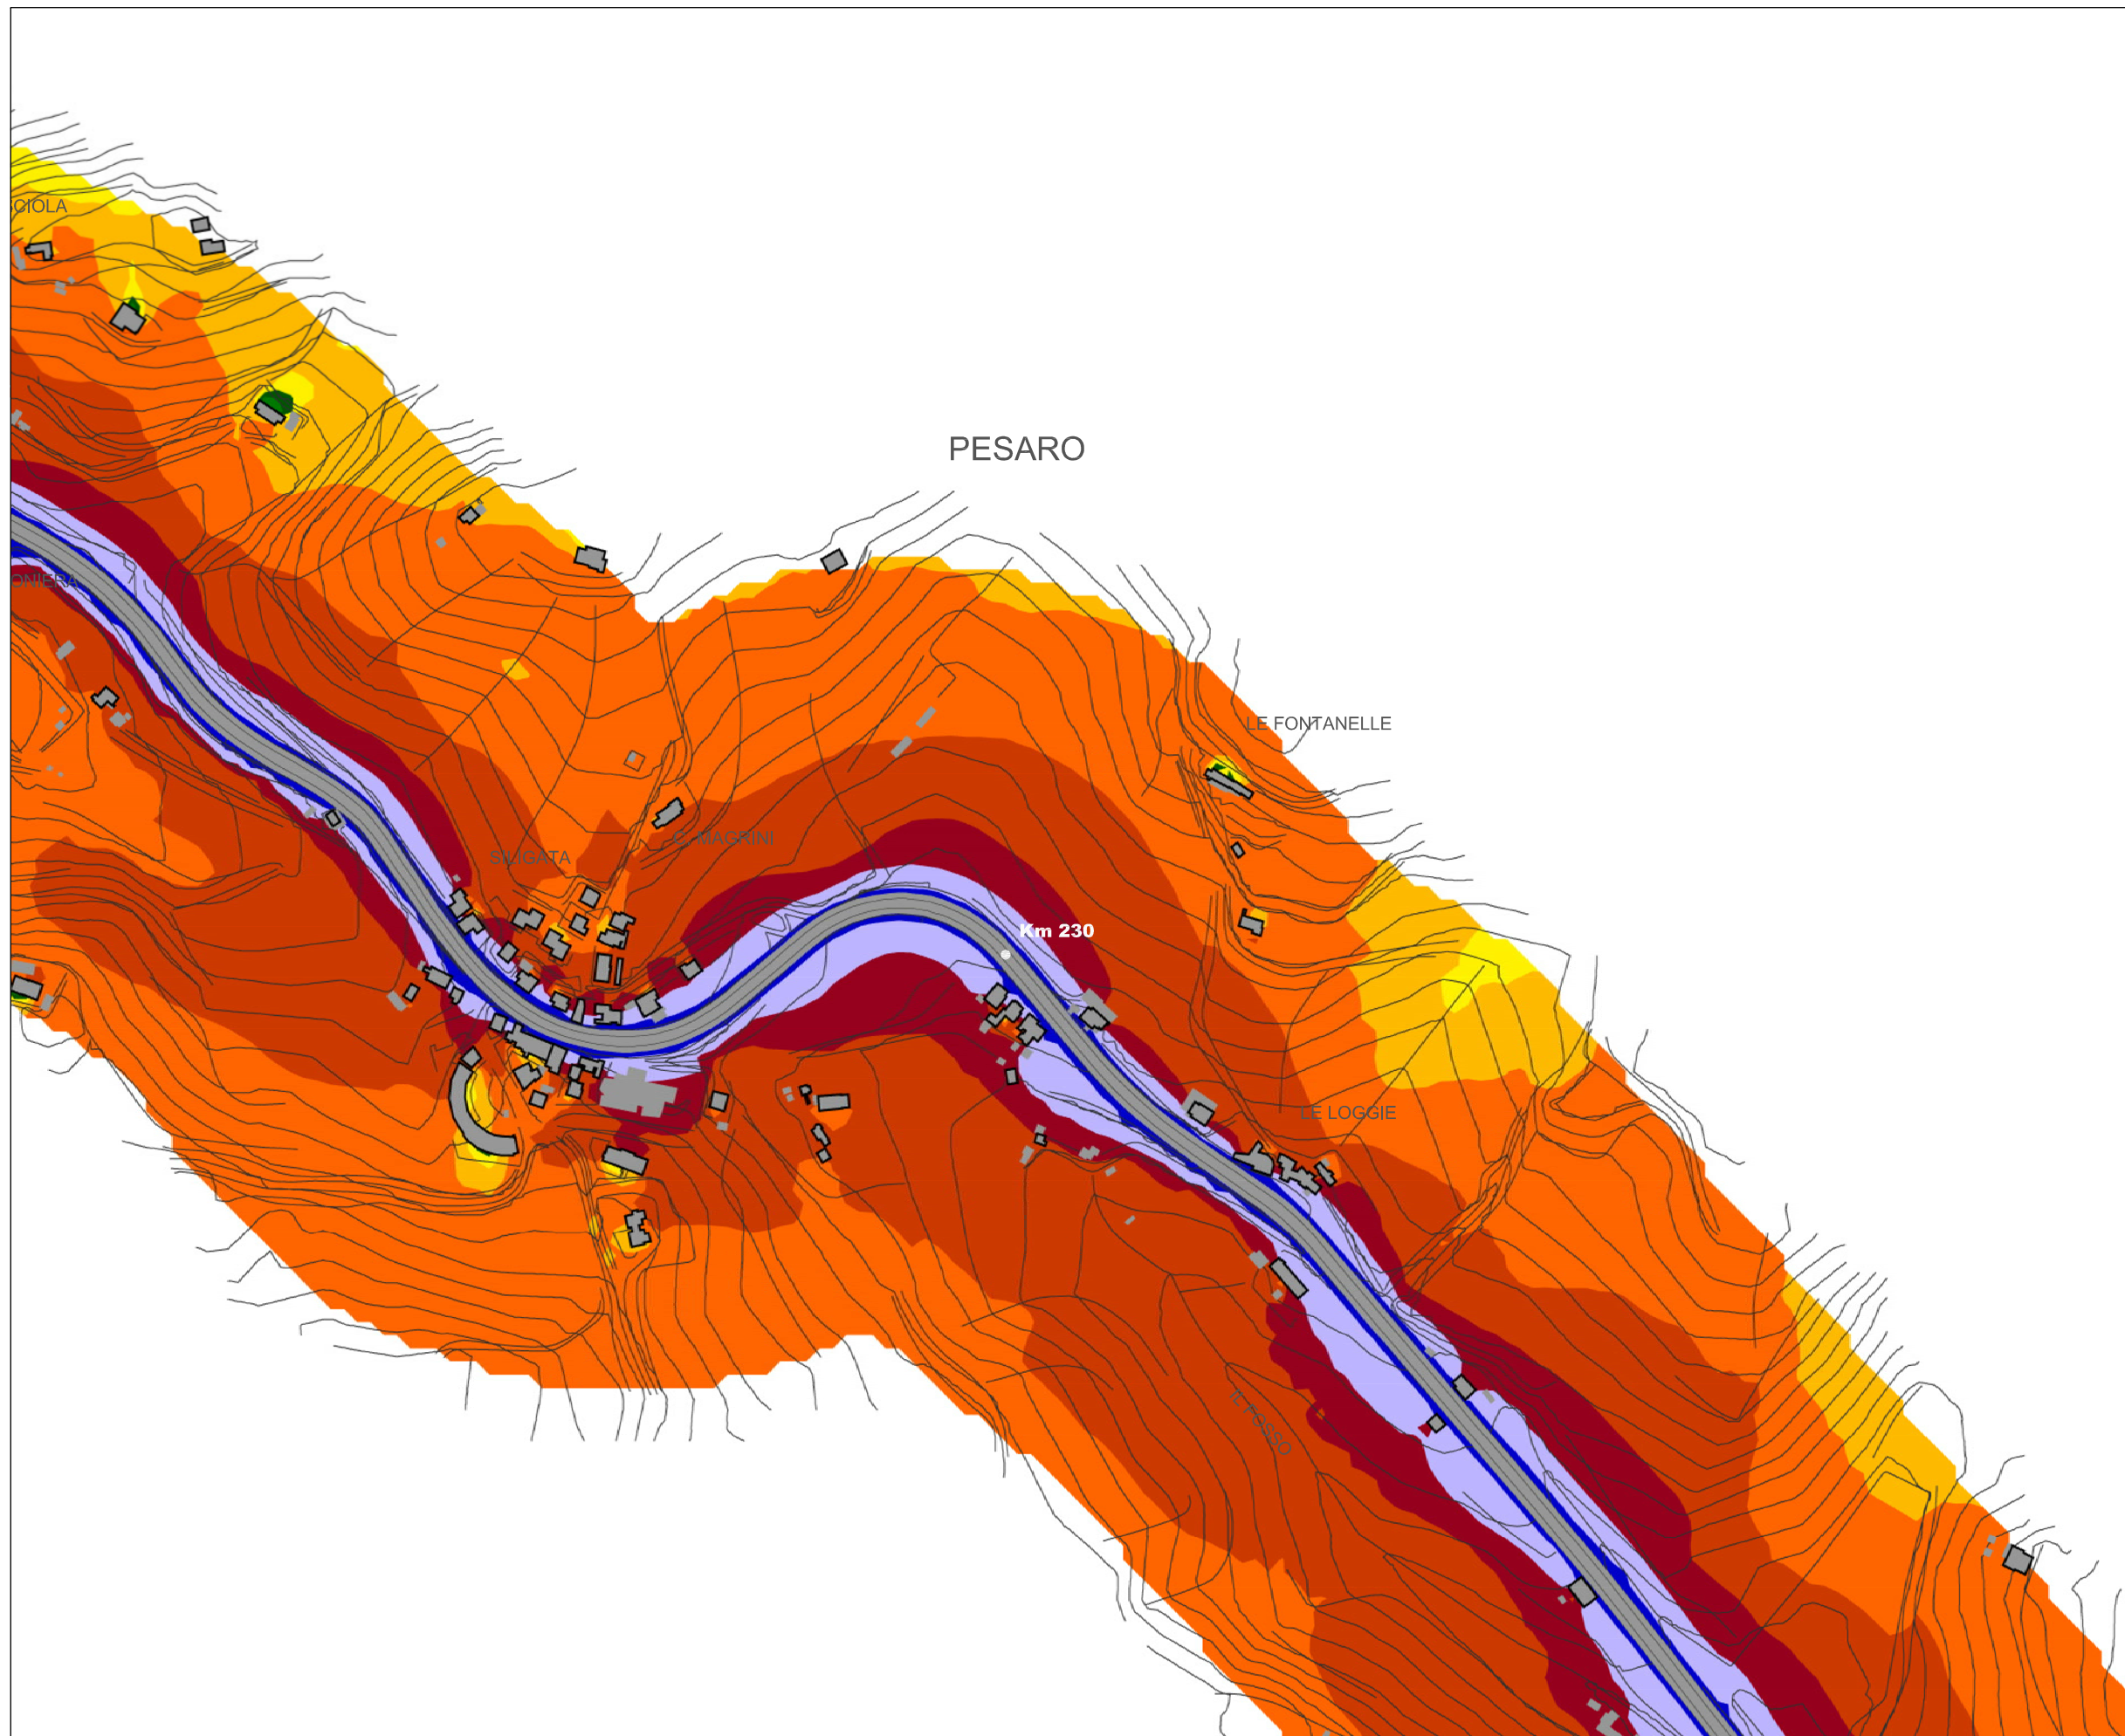 CIOLA
PESARO
ONIERA
LE FONTANELLE
C. MAGRINI
SILIGATA
Km 230
LE LOGGIE
IL FOSSO